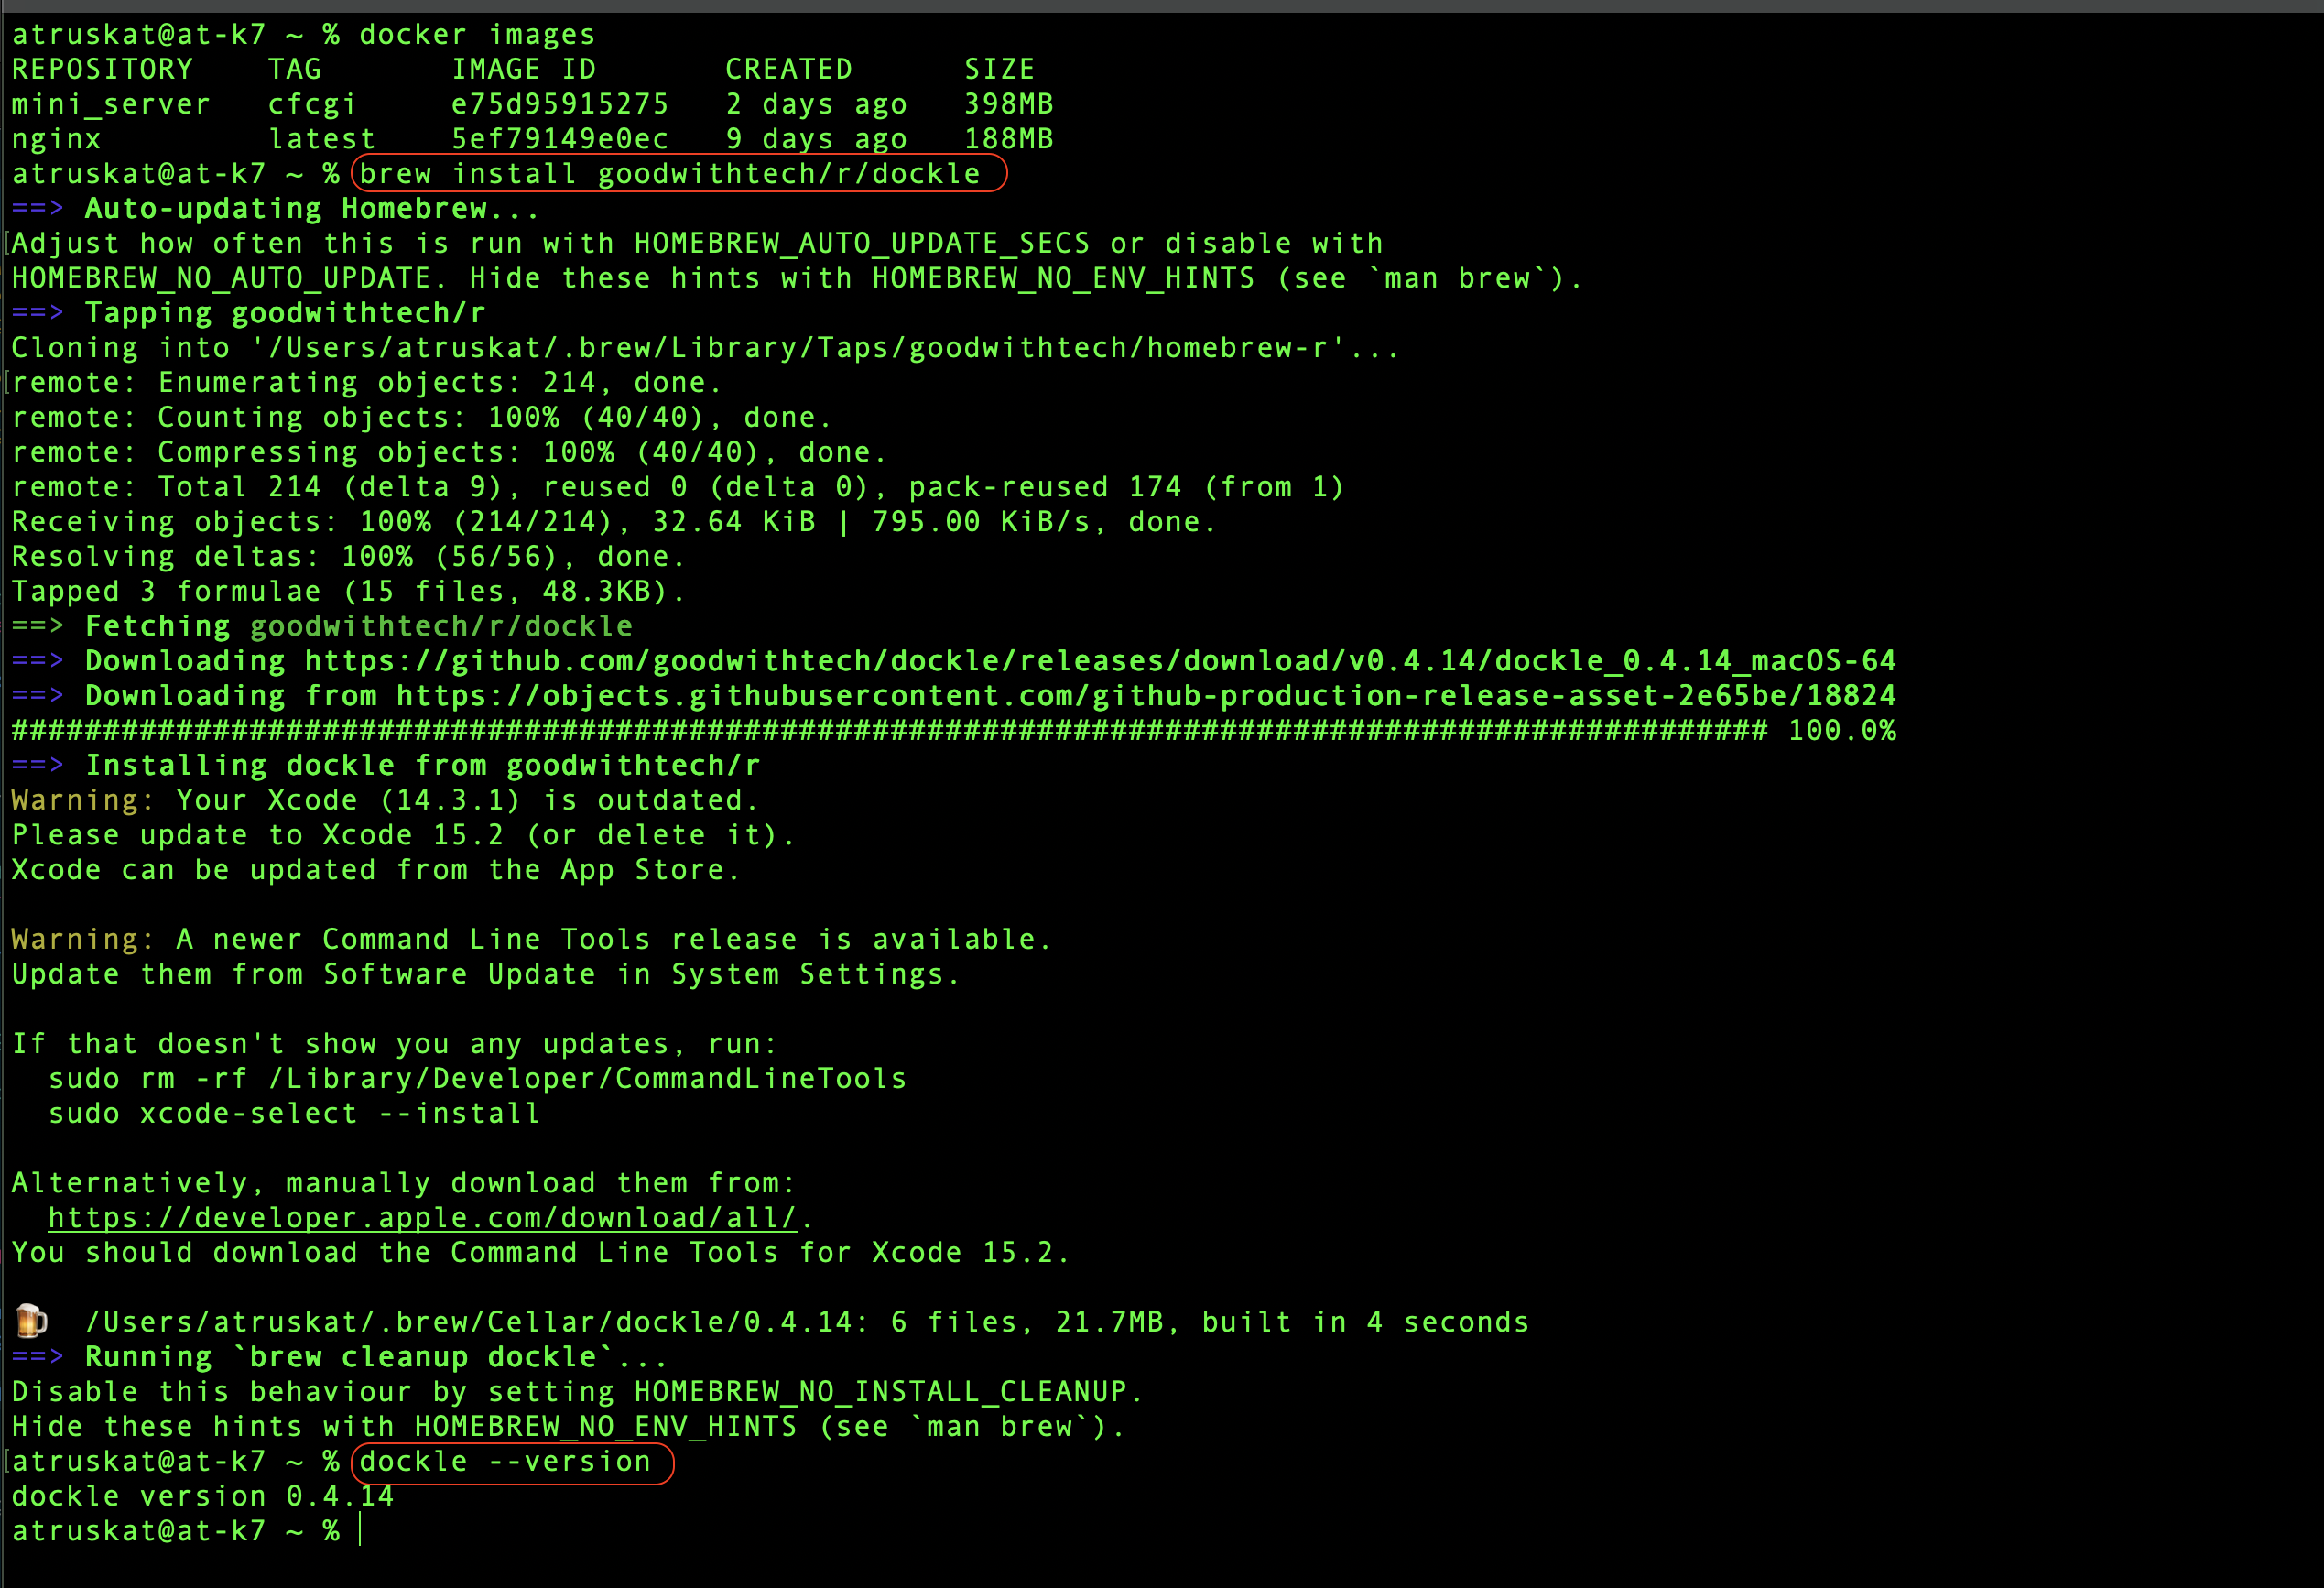 atruskat@at-k7 ~ % docker images
REPOSITORY TAG IMAGE ID CREATED SIZE
mini_server cfcgi e75d95915275 2 days ago 398MB
nginx latest 5ef79149e0ec 9 days ago 188MB
atruskat@at-k7 ~ % brew install goodwithtech/r/dockle
==> Auto-updating Homebrew...
Adjust how often this is run with HOMEBREW_AUTO_UPDATE_SECS or disable with
HOMEBREW_NO_AUTO_UPDATE. Hide these hints with HOMEBREW_NO_ENV_HINTS (see `man brew`).
==> Tapping goodwithtech/r
Cloning into '/Users/atruskat/.brew/Library/Taps/goodwithtech/homebrew-r'...
remote: Enumerating objects: 214, done.
remote: Counting objects: 100% (40/40), done.
remote: Compressing objects: 100% (40/40), done.
remote: Total 214 (delta 9), reused 0 (delta 0), pack-reused 174 (from 1)
Receiving objects: 100% (214/214), 32.64 KiB | 795.00 KiB/s, done.
Resolving deltas: 100% (56/56), done.
Tapped 3 formulae (15 files, 48.3KB).
==> Fetching goodwithtech/r/dockle
==> Downloading https://github.com/goodwithtech/dockle/releases/download/v0.4.14/dockle_0.4.14_macOS-64
==> Downloading from https://objects.githubusercontent.com/github-production-release-asset-2e65be/18824
################################################################################################ 100.0%
==> Installing dockle from goodwithtech/r
Warning: Your Xcode (14.3.1) is outdated.
Please update to Xcode 15.2 (or delete it).
Xcode can be updated from the App Store.
Warning: A newer Command Line Tools release is available.
Update them from Software Update in System Settings.
If that doesn't show you any updates, run:
sudo rm -rf /Library/Developer/CommandLineTools
sudo xcode-select --install
Alternatively, manually download them from:
https://developer.apple.com/download/all/.
You should download the Command Line Tools for Xcode 15.2.
🍺 /Users/atruskat/.brew/Cellar/dockle/0.4.14: 6 files, 21.7MB, built in 4 seconds
==> Running `brew cleanup dockle`...
Disable this behaviour by setting HOMEBREW_NO_INSTALL_CLEANUP.
Hide these hints with HOMEBREW_NO_ENV_HINTS (see `man brew`).
atruskat@at-k7 ~ % dockle --version
dockle version 0.4.14
atruskat@at-k7 ~ %